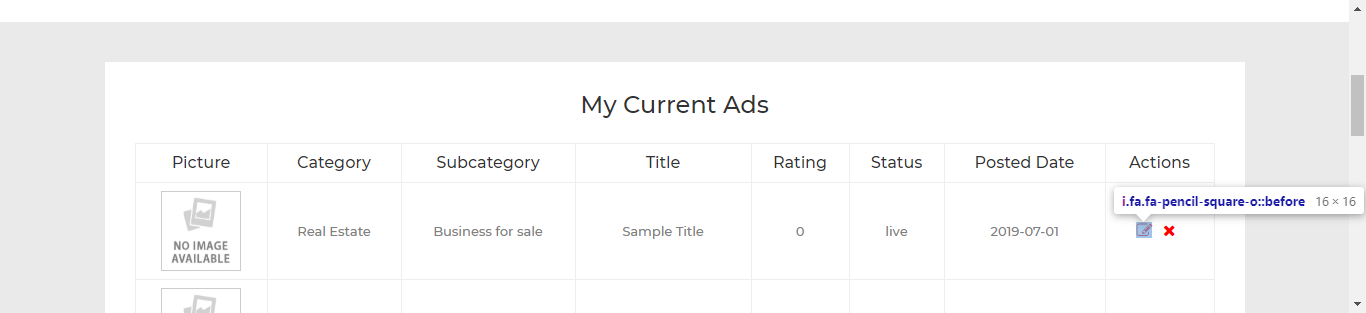 My Current Ads
Picture Category Subcategory Title Rating Status Posted Date Actions
i.fa.fa-pencil-square-o::before 16 × 16
NO IMAGE
AVAILABLE
Real Estate Business for sale Sample Title 0 live 2019-07-01